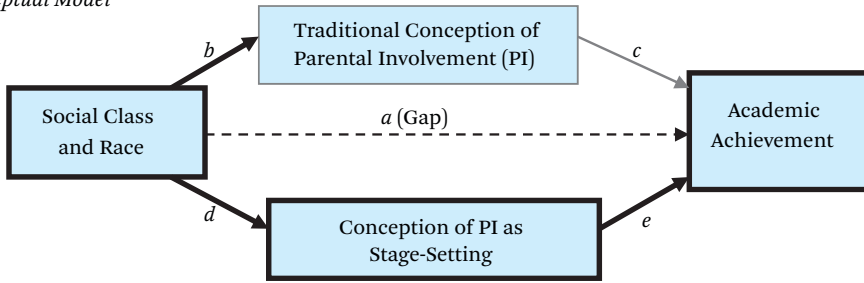 ptual Model
Traditional Conception of
Parental Involvement (PI)
b
c
Social Class
and Race
a (Gap)
Academic
Achievement
d
Conception of PI as
Stage-Setting
e